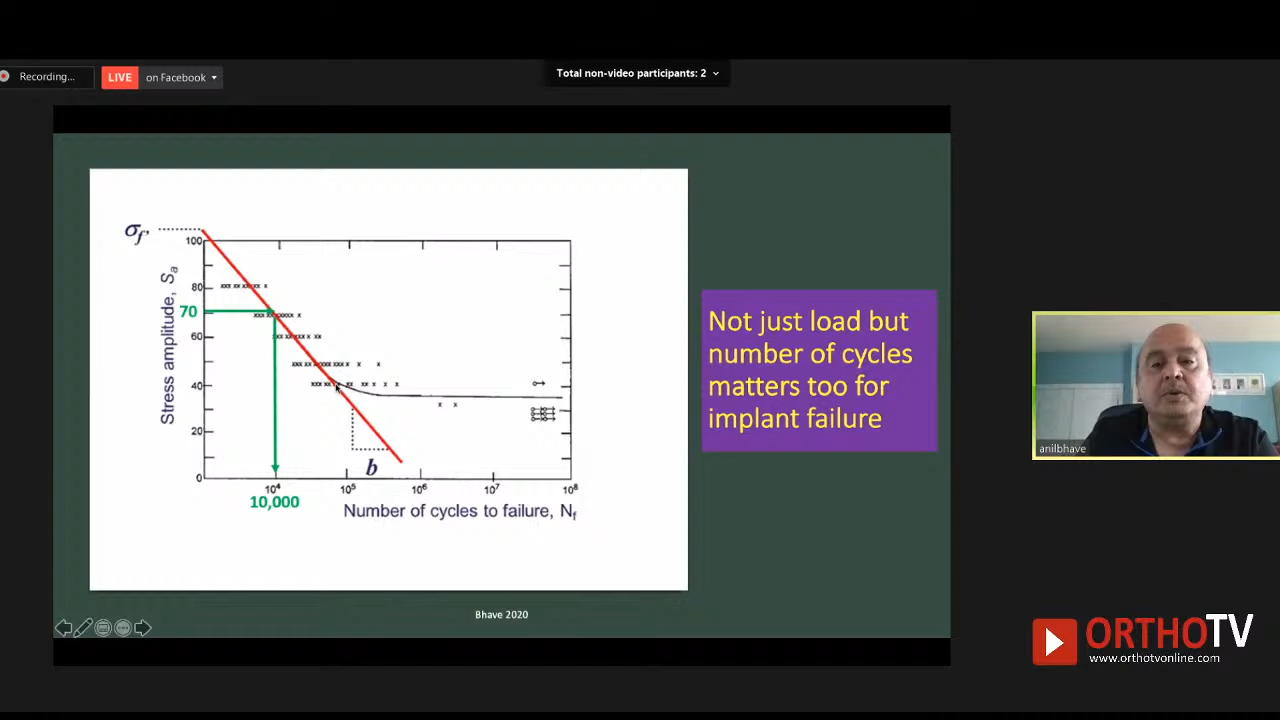 Recording...
LIVE on Facebook
Total non-video participants: 2
σf'
100
80
70
60
40
20
0
Stress amplitude, Sa
b
10⁴ 10⁵ 10⁶ 10⁷ 10⁸
10,000
Number of cycles to failure, Nf
Not just load but
number of cycles
matters too for
implant failure
Bhave 2020
anilbhave
ORTHOTV
www.orthotvonline.com